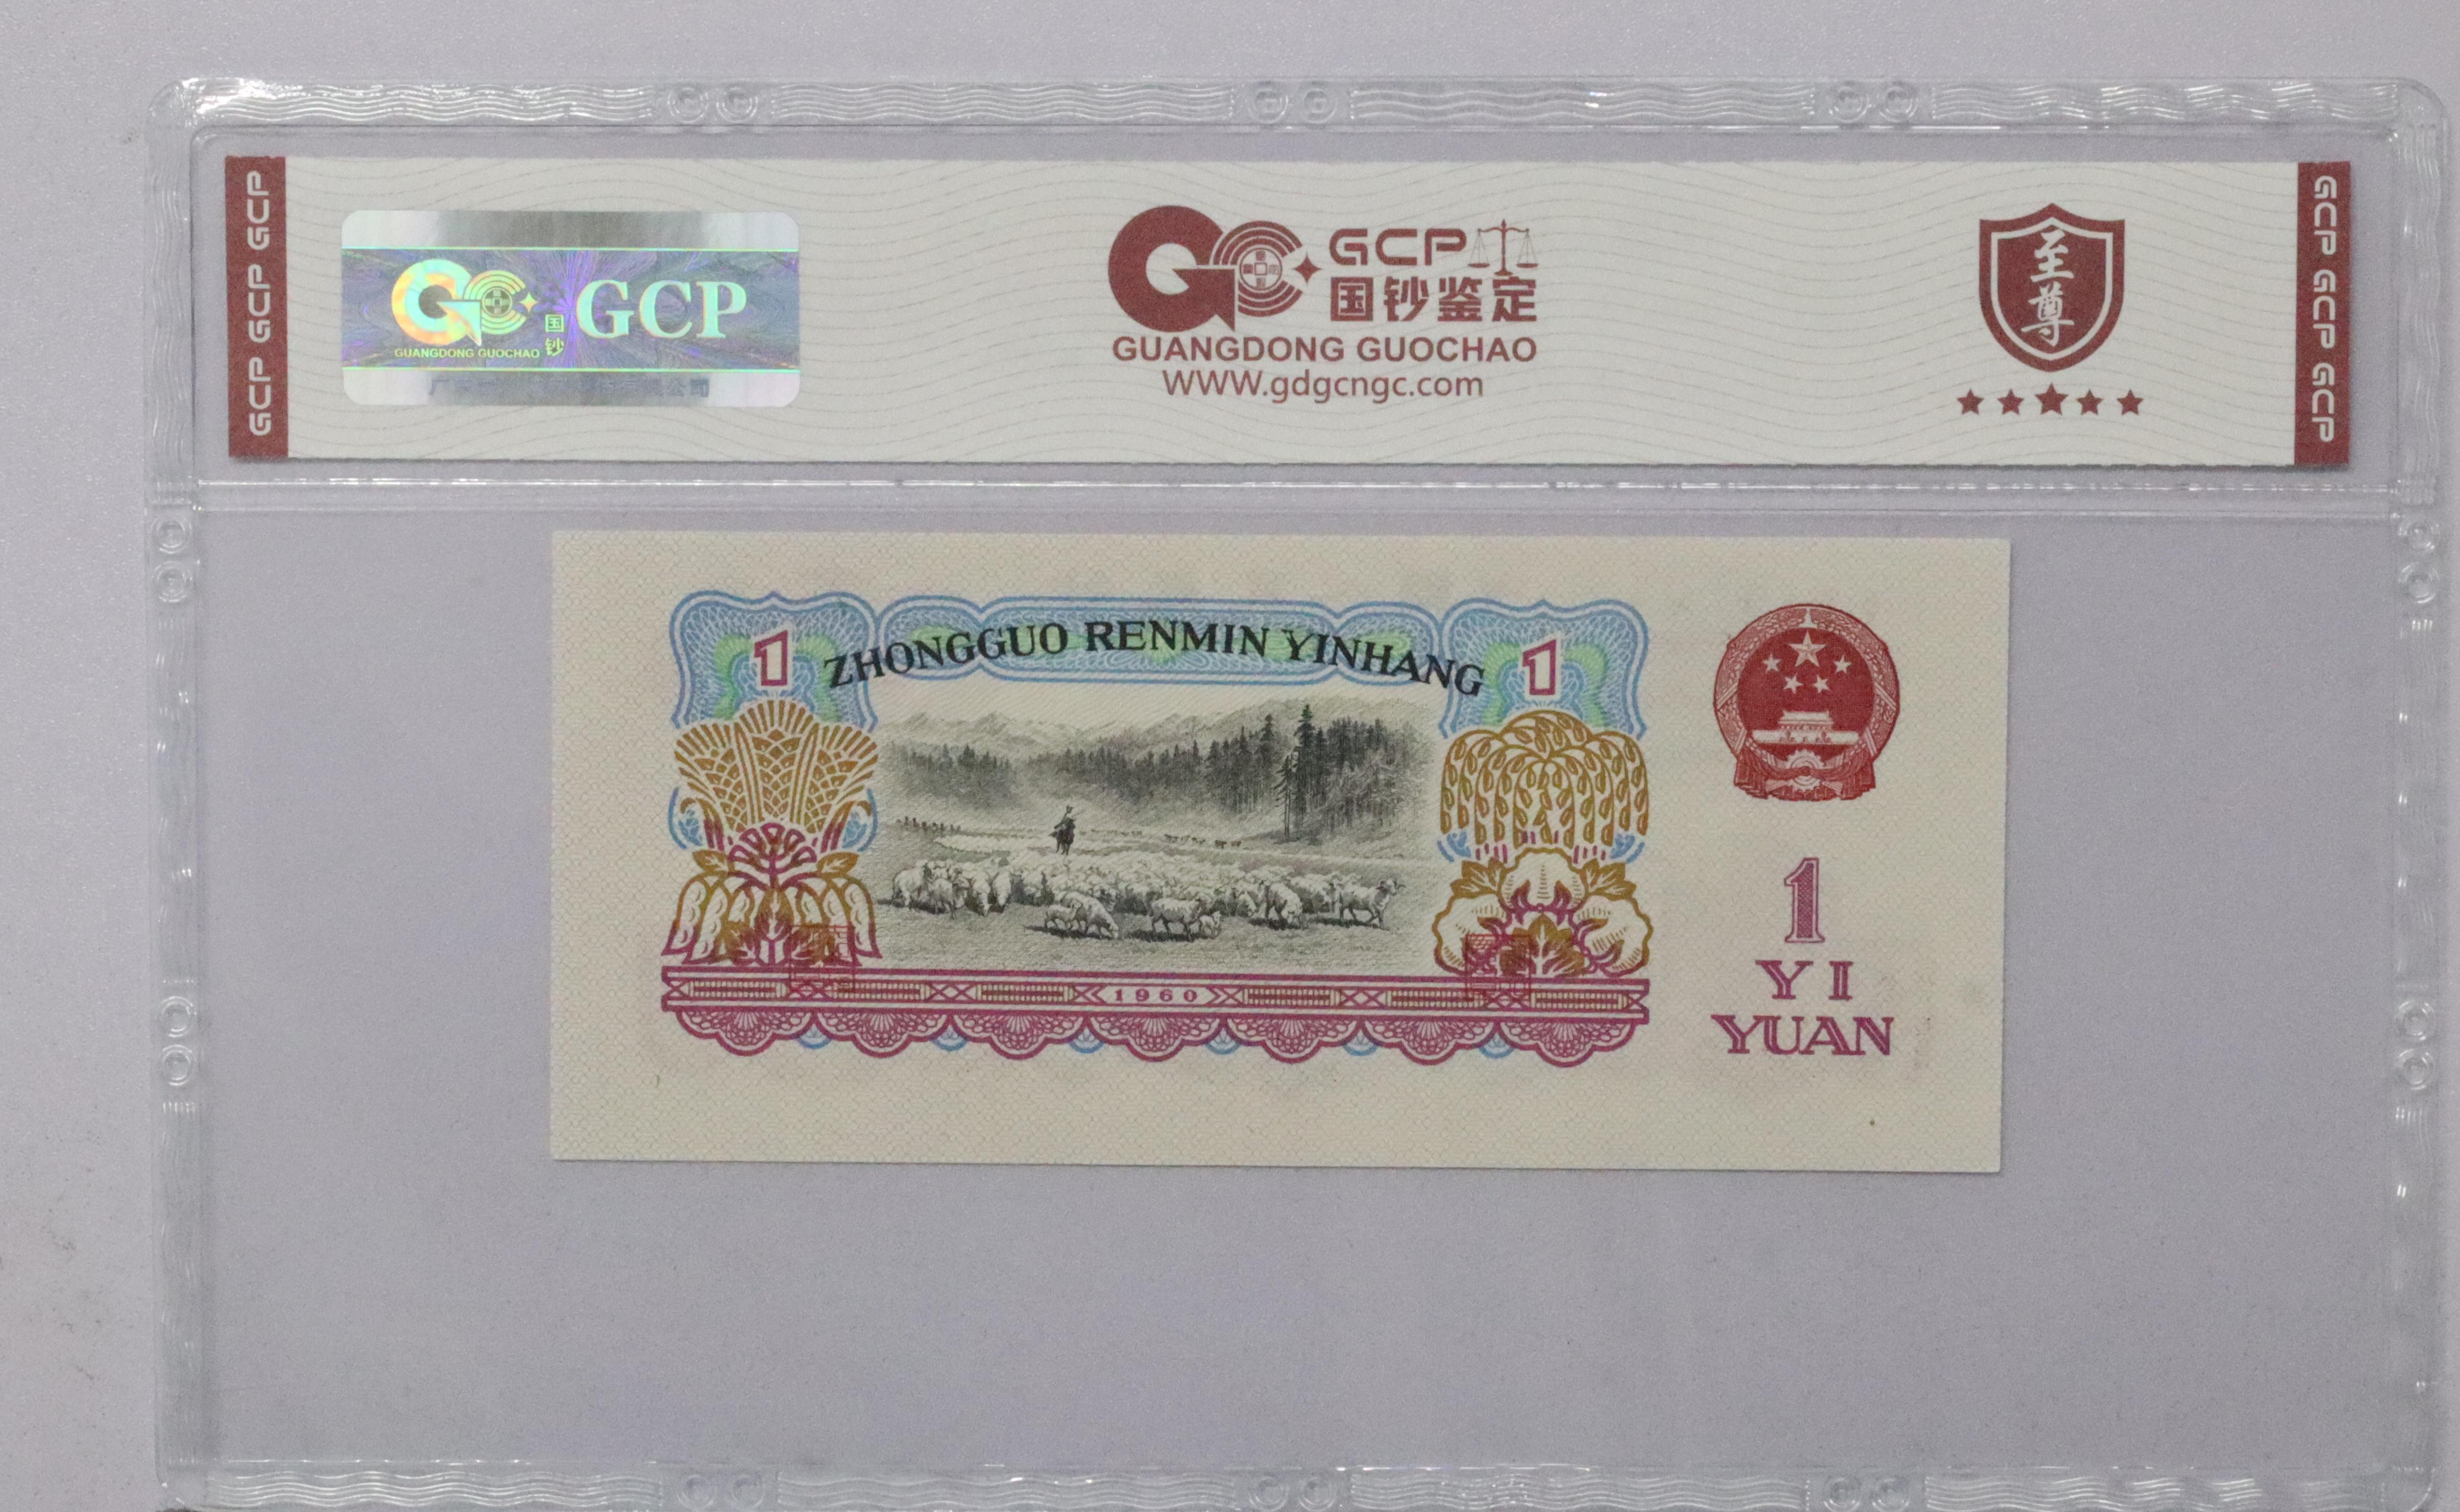 GCP GCP GCP
国钞
GCP
GUANGDONG GUOCHAO
GCP
国钞鉴定
GUANGDONG GUOCHAO
WWW.gdgcngc.com
至尊
GCP GCP GCP
1
ZHONGGUO RENMIN YINHANG
1
1960
1
YI
YUAN